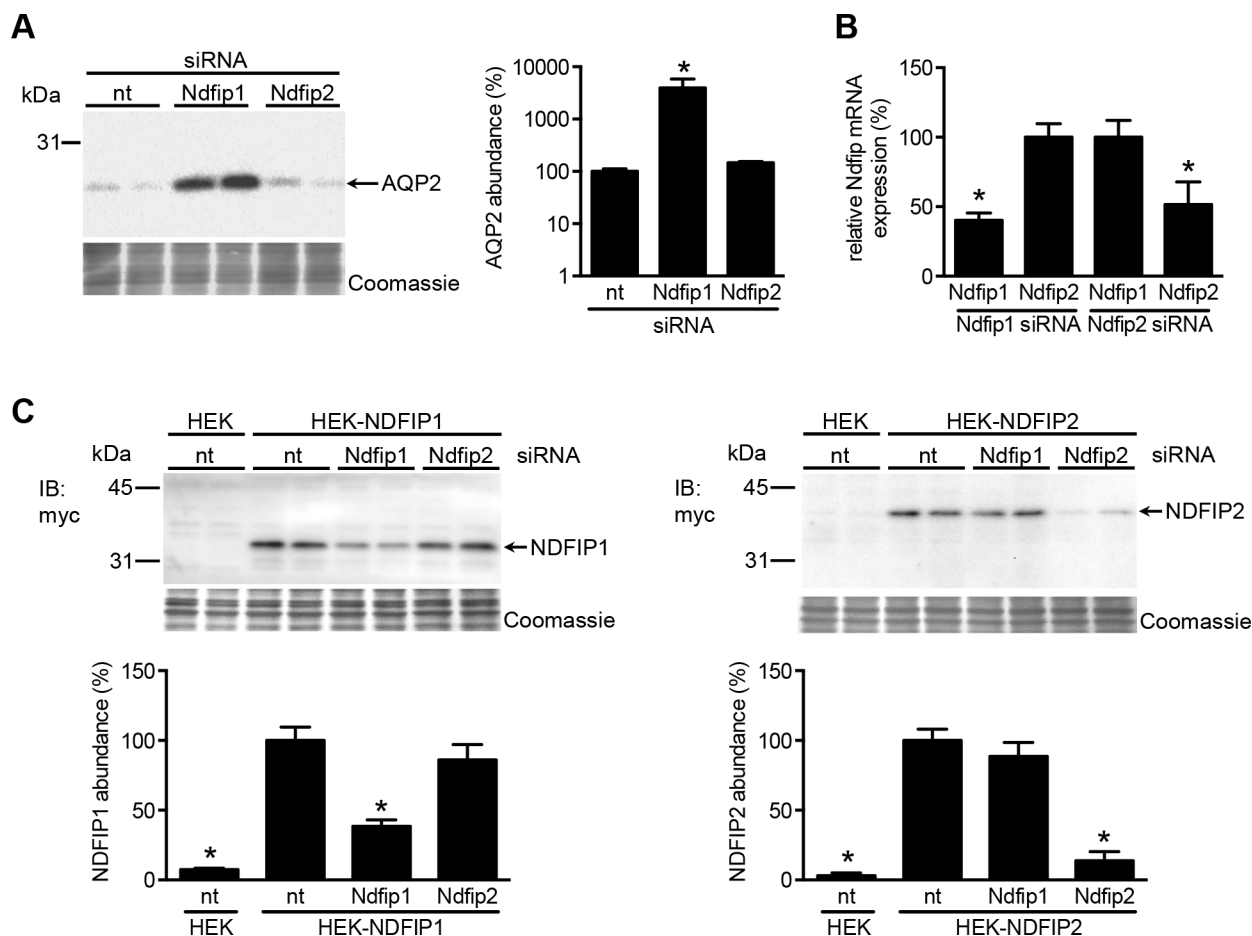 A
siRNA
kDa
nt Ndfip1 Ndfip2
31
AQP2
Coomassie
AQP2 abundance (%)
10000
1000
100
10
1
*
nt Ndfip1 Ndfip2
siRNA
B
relative Ndfip mRNA
expression (%)
150
100
50
0
* *
Ndfip1 Ndfip2 Ndfip1 Ndfip2
Ndfip1 siRNA Ndfip2 siRNA
C
HEK HEK-NDFIP1
kDa nt nt Ndfip1 Ndfip2 siRNA
IB:
myc
45
31
NDFIP1
Coomassie
NDFIP1 abundance (%)
150
100
50
0
* *
nt nt Ndfip1 Ndfip2
HEK HEK-NDFIP1
HEK HEK-NDFIP2
kDa nt nt Ndfip1 Ndfip2 siRNA
IB:
myc
45
31
NDFIP2
Coomassie
NDFIP2 abundance (%)
150
100
50
0
* *
nt nt Ndfip1 Ndfip2
HEK HEK-NDFIP2